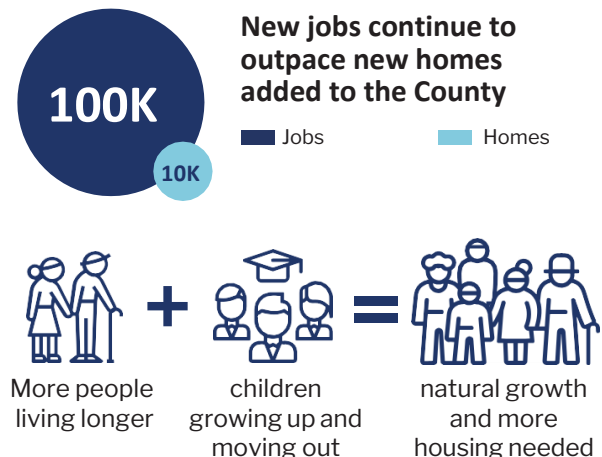 100K
10K
New jobs continue to
outpace new homes
added to the County
Jobs
Homes
More people
living longer
children
growing up and
moving out
natural growth
and more
housing needed